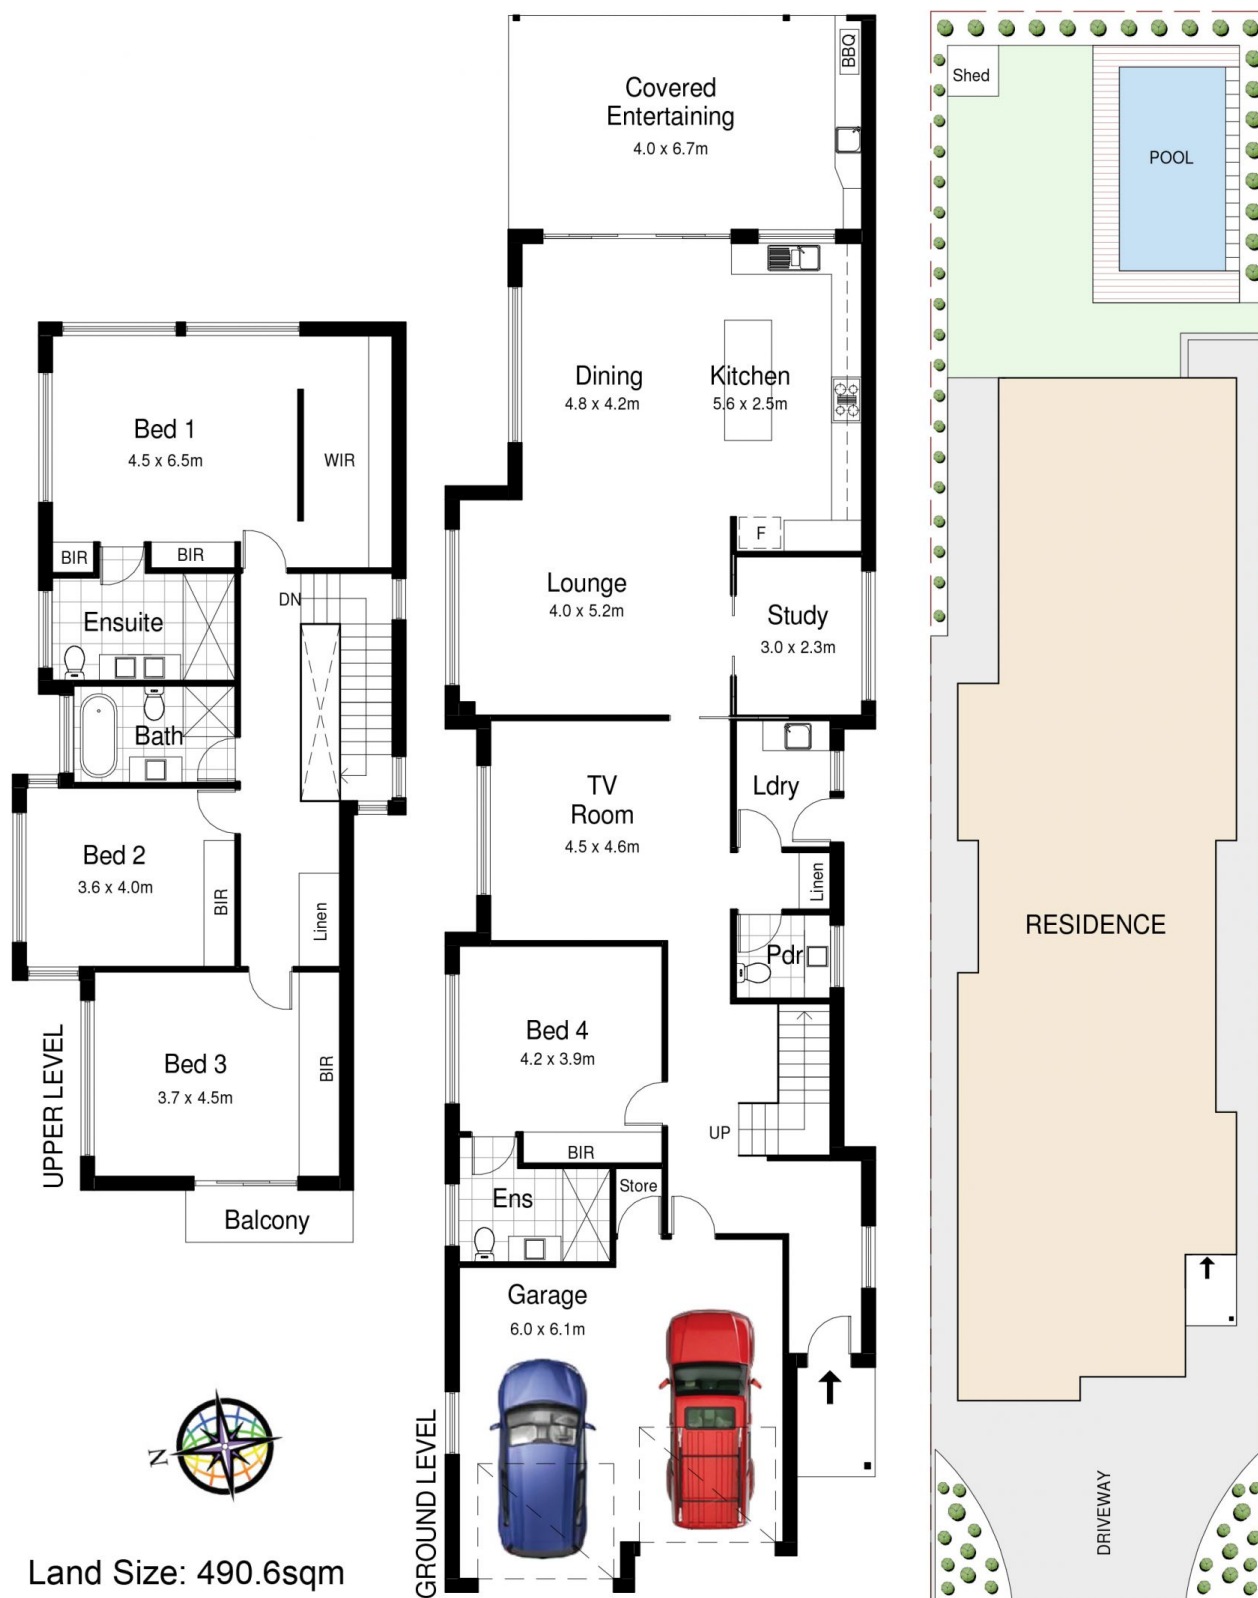 Bed 1
4.5 x 6.5m
WIR
BIR
BIR
Ensuite
DN
Bath
Bed 2
3.6 x 4.0m
BIR
Linen
Bed 3
3.7 x 4.5m
BIR
Balcony
UPPER LEVEL
N
Land Size: 490.6sqm
Covered
Entertaining
4.0 x 6.7m
BBQ
Dining
4.8 x 4.2m
Kitchen
5.6 x 2.5m
F
Lounge
4.0 x 5.2m
Study
3.0 x 2.3m
TV
Room
4.5 x 4.6m
Ldry
Linen
Pdr
Bed 4
4.2 x 3.9m
UP
BIR
Ens
Store
Garage
6.0 x 6.1m
GROUND LEVEL
Shed
POOL
RESIDENCE
DRIVEWAY